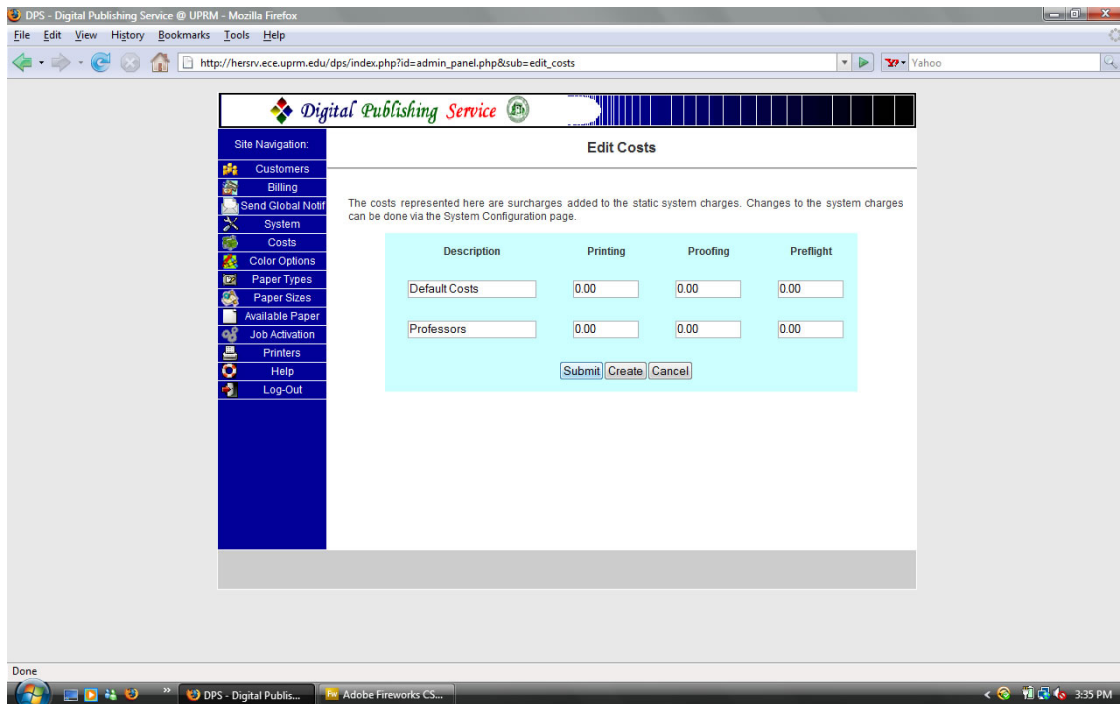 DPS - Digital Publishing Service @ UPRM - Mozilla Firefox
File Edit View History Bookmarks Tools Help
http://hersrv.ece.uprm.edu/dps/index.php?id=admin_panel.php&sub=edit_costs
Yahoo
Digital Publishing Service
Site Navigation:
Customers
Billing
Send Global Notif
System
Costs
Color Options
Paper Types
Paper Sizes
Available Paper
Job Activation
Printers
Help
Log-Out
Edit Costs
The costs represented here are surcharges added to the static system charges. Changes to the system charges
can be done via the System Configuration page.
Description Printing Proofing Preflight
Default Costs 0.00 0.00 0.00
Professors 0.00 0.00 0.00
Submit Create Cancel
Done
DPS - Digital Publis... Fw Adobe Fireworks CS... 3:35 PM